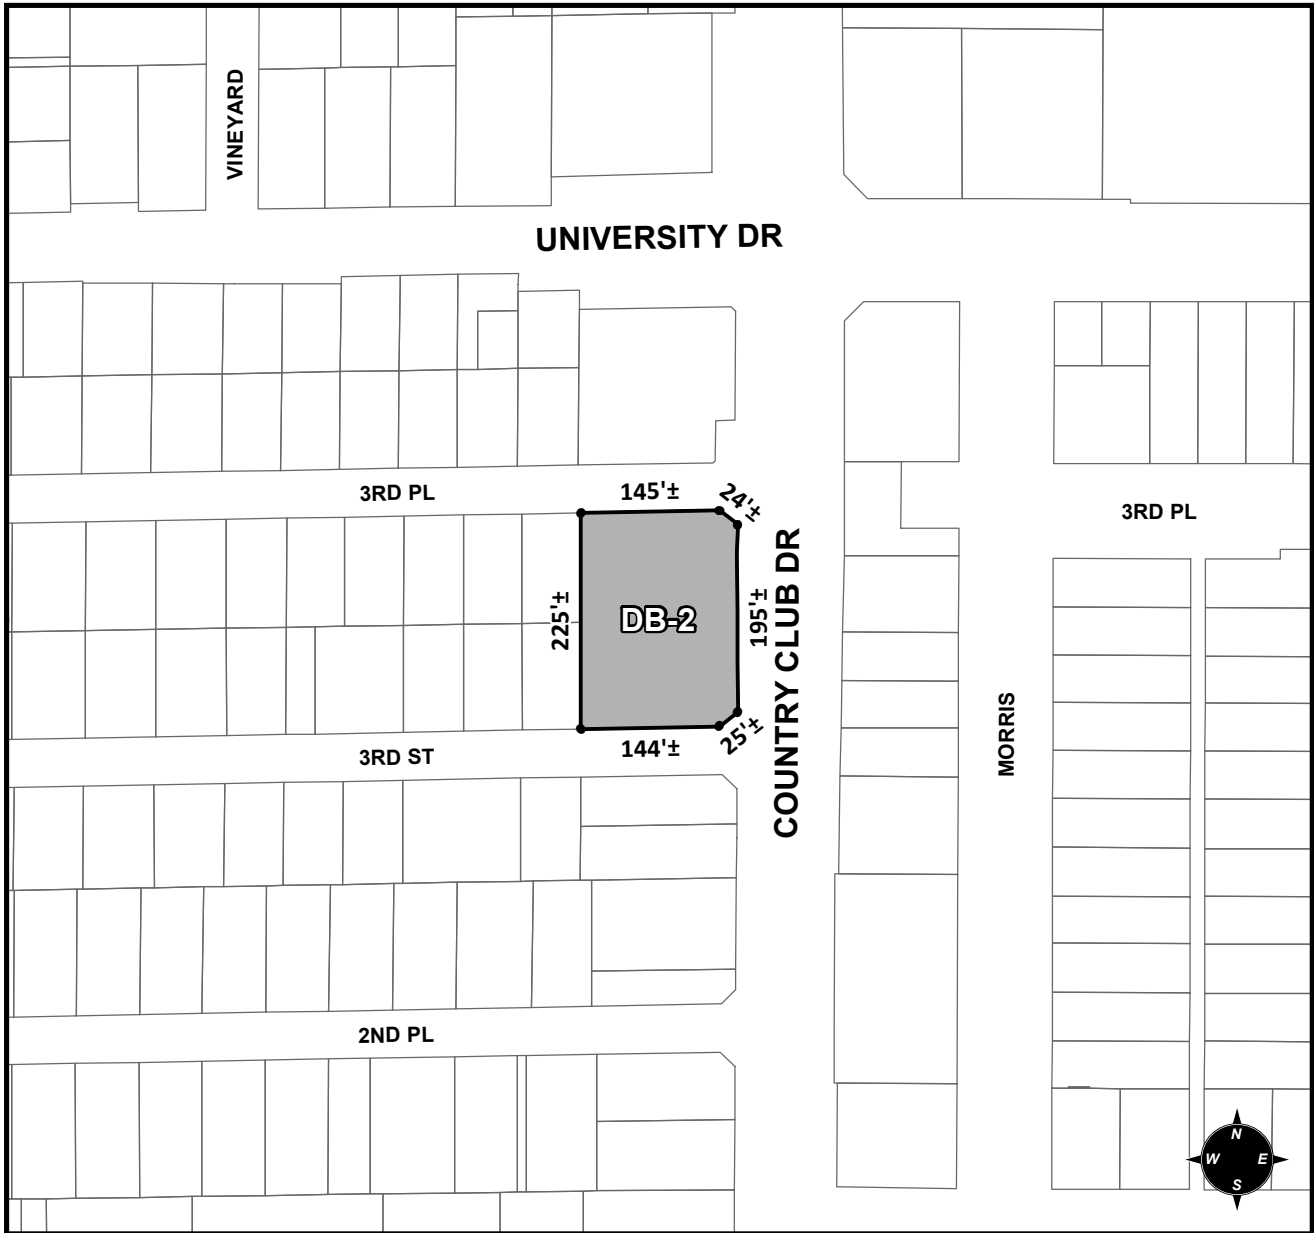 VINEYARD
UNIVERSITY DR
3RD PL
145'±
24'±
3RD PL
225'±
DB-2
195'±
COUNTRY CLUB DR
144'±
25'±
3RD ST
MORRIS
2ND PL
N
W E
S